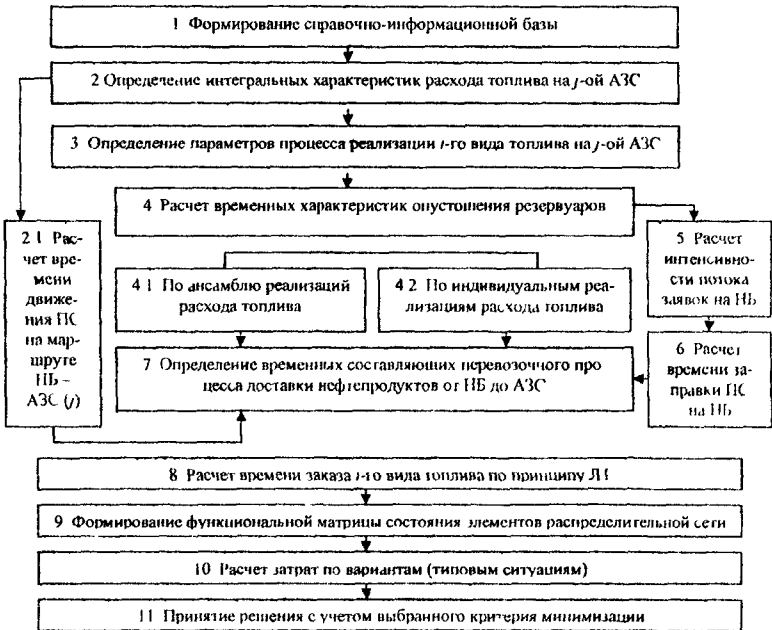 1 Формирование справочно-информационной базы
2 Определение интегральных характеристик расхода топлива на j-ой АЗС
3 Определение параметров процесса реализации i-го вида топлива на j-ой АЗС
4 Расчет временных характеристик опустошения резервуаров
2 1 Рас-
чет вре-
мени
движе-
ния ПС
на мар-
шруте
НБ –
АЗС (j)
4 1 По ансамблю реализаций
расхода топлива
4 2 По индивидуальным реа-
лизациям расхода топлива
5 Расчет
интенсивно-
сти потока
заявок на НБ
6 Расчет
времени за-
правки ПС
на НБ
7 Определение временных составляющих перевозочного про
цесса доставки нефтепродуктов от НБ до АЗС
8 Расчет времени заказа i-го вида топлива по принципу
9 Формирование функциональной матрицы состояния элементов распределительной сети
10 Расчет затрат по вариантам (типовым ситуациям)
11 Принятие решения с учетом выбранного критерия минимизации